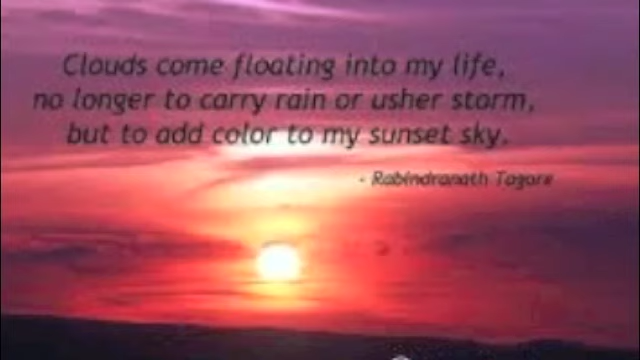 Clouds come floating into my life,
no longer to carry rain or usher storm,
but to add color to my sunset sky.
- Rabindranath Tagore